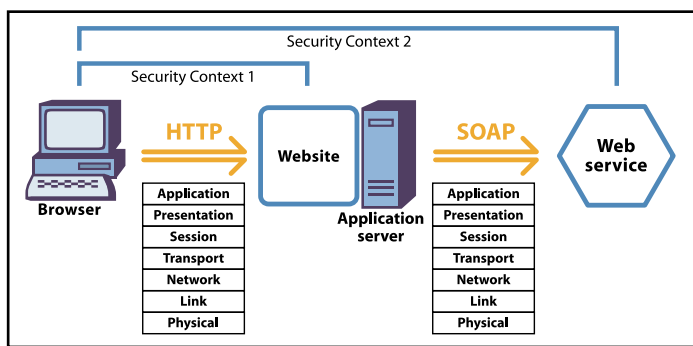 Security Context 2
Security Context 1
HTTP
SOAP
Browser
Website
Application
server
Web
service
Application
Presentation
Session
Transport
Network
Link
Physical
Application
Presentation
Session
Transport
Network
Link
Physical